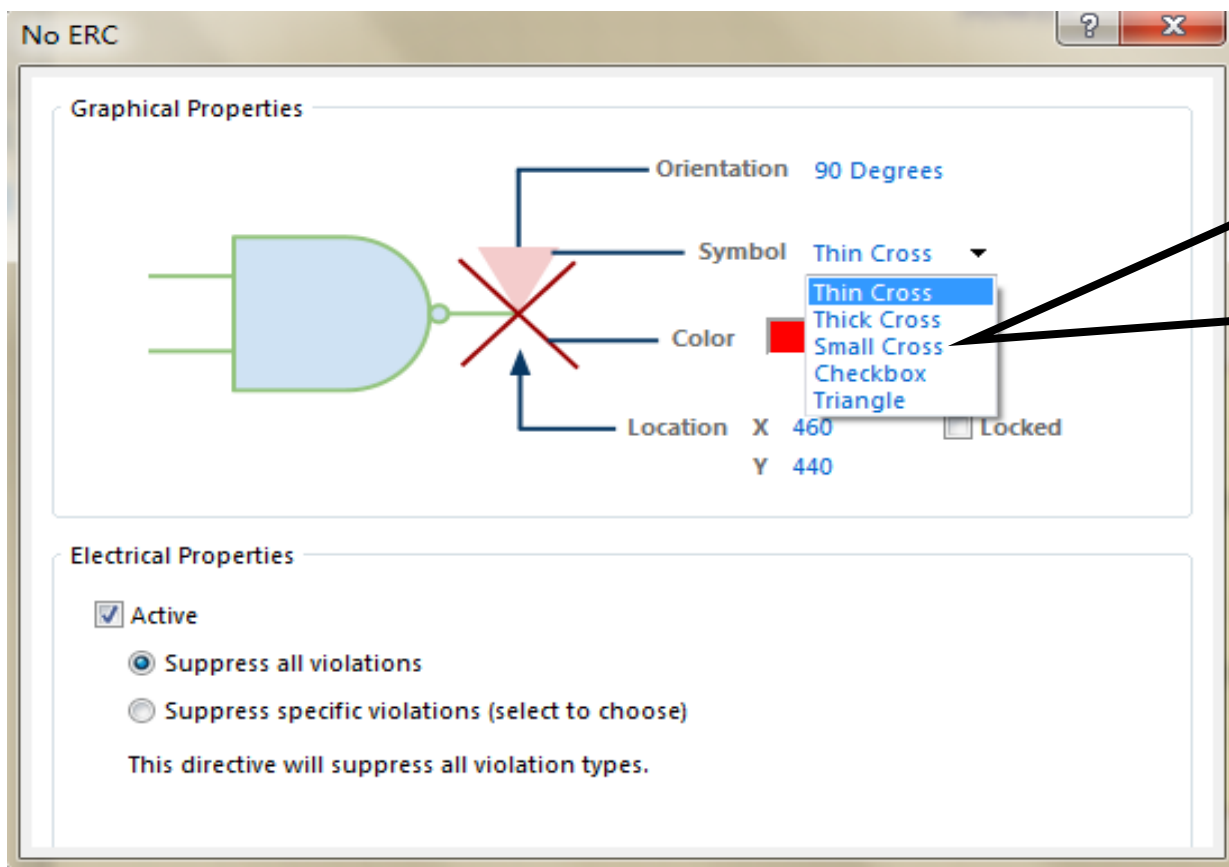 No ERC
?
X
Graphical Properties
Orientation 90 Degrees
Symbol Thin Cross
Thin Cross
Thick Cross
Small Cross
Checkbox
Triangle
Color
Location X 460
Locked
Y 440
Electrical Properties
Active
Suppress all violations
Suppress specific violations (select to choose)
This directive will suppress all violation types.